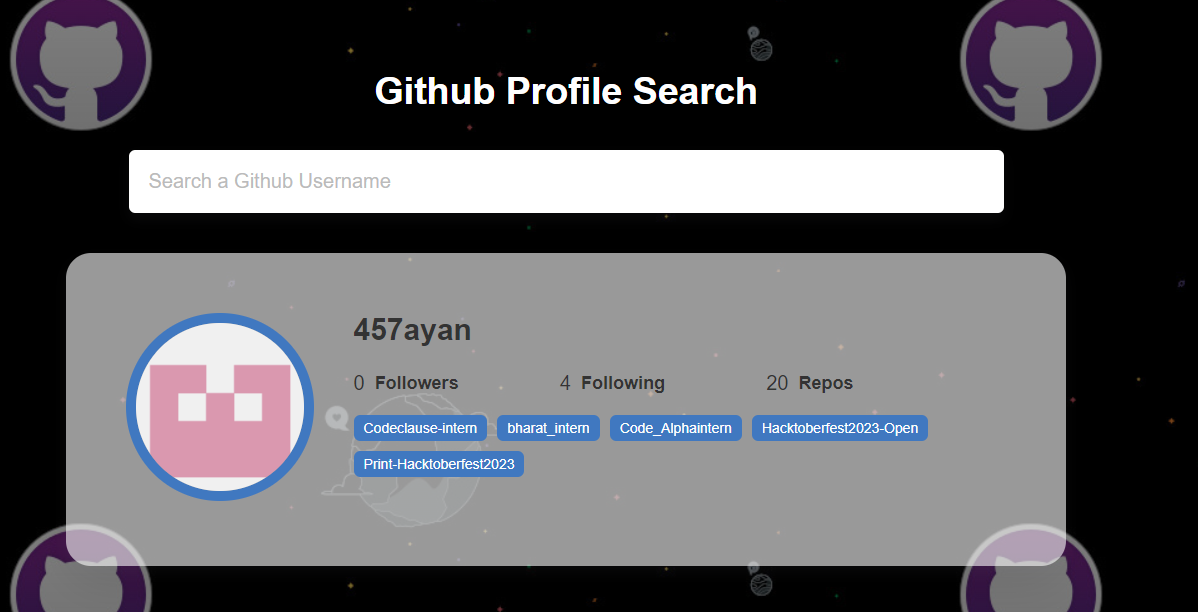 Github Profile Search
Search a Github Username
457ayan
0 Followers 4 Following 20 Repos
Codeclause-intern bharat_intern Code_Alphaintern Hacktoberfest2023-Open
Print-Hacktoberfest2023